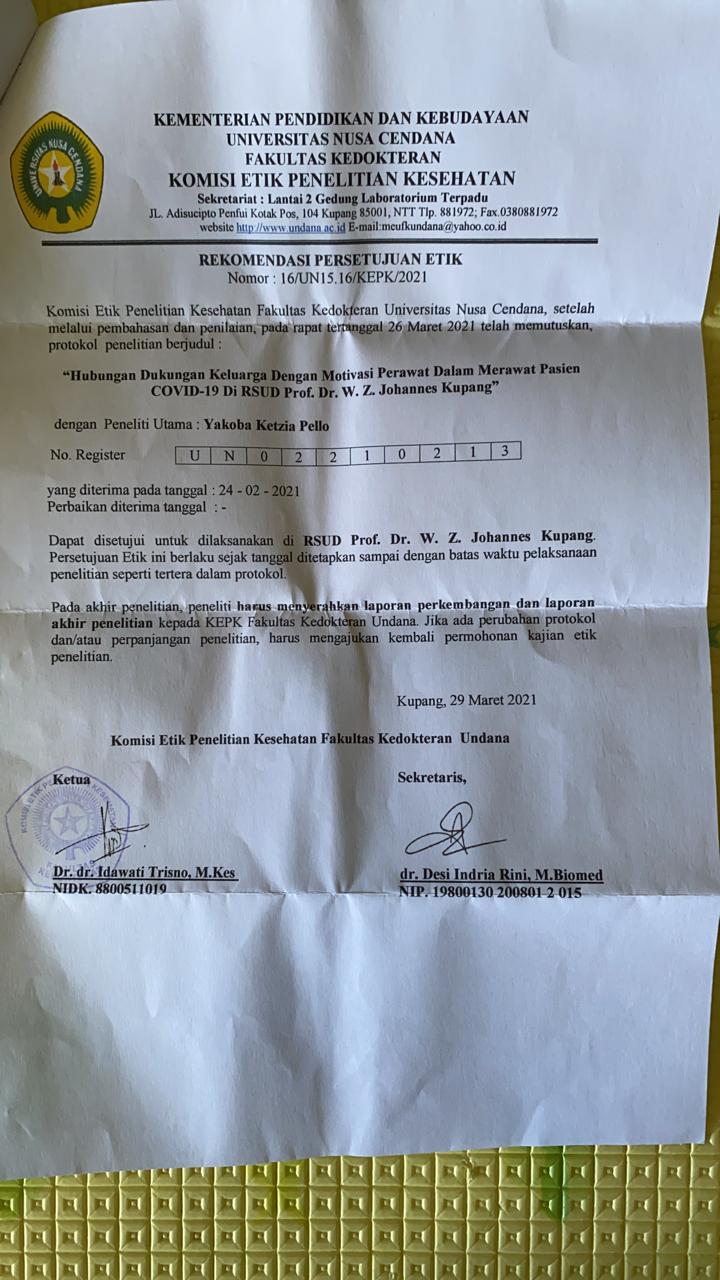 KEMENTERIAN PENDIDIKAN DAN KEBUDAYAAN
UNIVERSITAS NUSA CENDANA
FAKULTAS KEDOKTERAN
KOMISI ETIK PENELITIAN KESEHATAN
Sekretariat : Lantai 2 Gedung Laboratorium Terpadu
JL. Adisucipto Penfui Kotak Pos, 104 Kupang 85001, NTT Tlp. 881972; Fax.0380881972
website http://www.undana.ac.id E-mail:mcufkundana@yahoo.co.id
UNIVERSITAS NUSA CENDANA
REKOMENDASI PERSETUJUAN ETIK
Nomor : 16/UN15.16/KEPK/2021
Komisi Etik Penelitian Kesehatan Fakultas Kedokteran Universitas Nusa Cendana, setelah
melalui pembahasan dan penilaian, pada rapat tertanggal 26 Maret 2021 telah memutuskan,
protokol penelitian berjudul :
“Hubungan Dukungan Keluarga Dengan Motivasi Perawat Dalam Merawat Pasien
COVID-19 Di RSUD Prof. Dr. W. Z. Johannes Kupang”
dengan Peneliti Utama : Yakoba Ketzia Pello
No. Register U N 0 2 2 1 0 2 1 3
yang diterima pada tanggal : 24 - 02 - 2021
Perbaikan diterima tanggal : -
Dapat disetujui untuk dilaksanakan di RSUD Prof. Dr. W. Z. Johannes Kupang.
Persetujuan Etik ini berlaku sejak tanggal ditetapkan sampai dengan batas waktu pelaksanaan
penelitian seperti tertera dalam protokol.
Pada akhir penelitian, peneliti harus menyerahkan laporan perkembangan dan laporan
akhir penelitian kepada KEPK Fakultas Kedokteran Undana. Jika ada perubahan protokol
dan/atau perpanjangan penelitian, harus mengajukan kembali permohonan kajian etik
penelitian.
Kupang, 29 Maret 2021
Komisi Etik Penelitian Kesehatan Fakultas Kedokteran Undana
Ketua
Sekretaris,
Dr. dr. Idawati Trisno, M.Kes
dr. Desi Indria Rini, M.Biomed
NIDK. 8800511019
NIP. 19800130 200801 2 015